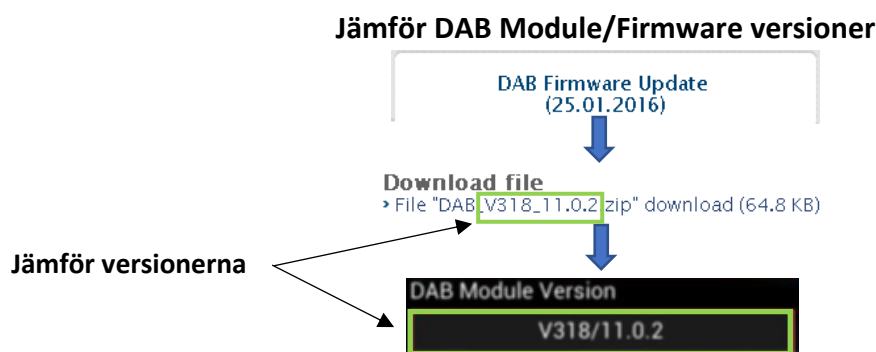 Jämför DAB Module/Firmware versioner
DAB Firmware Update
(25.01.2016)
Download file
› File "DAB_V318_11.0.2.zip" download (64.8 KB)
Jämför versionerna
DAB Module Version
V318/11.0.2